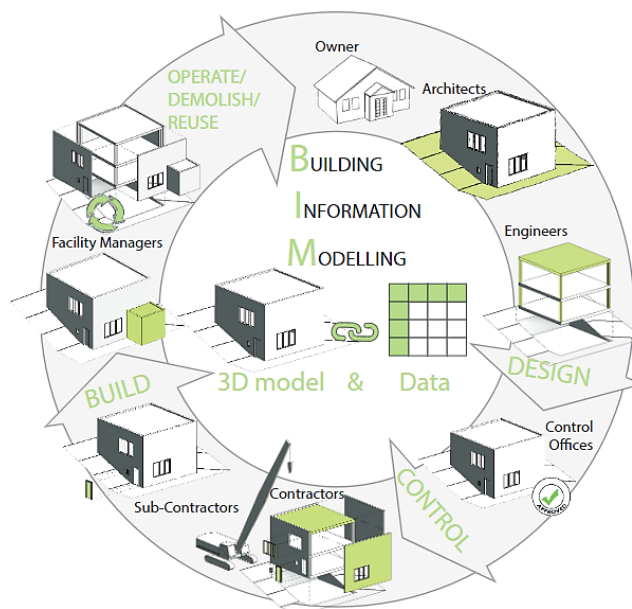 Owner
Architects
OPERATE/
DEMOLISH/
REUSE
BUILDING
INFORMATION
MODELLING
Engineers
Facility Managers
3D model & Data
DESIGN
BUILD
Control
Offices
APPROVED
CONTROL
Contractors
Sub-Contractors